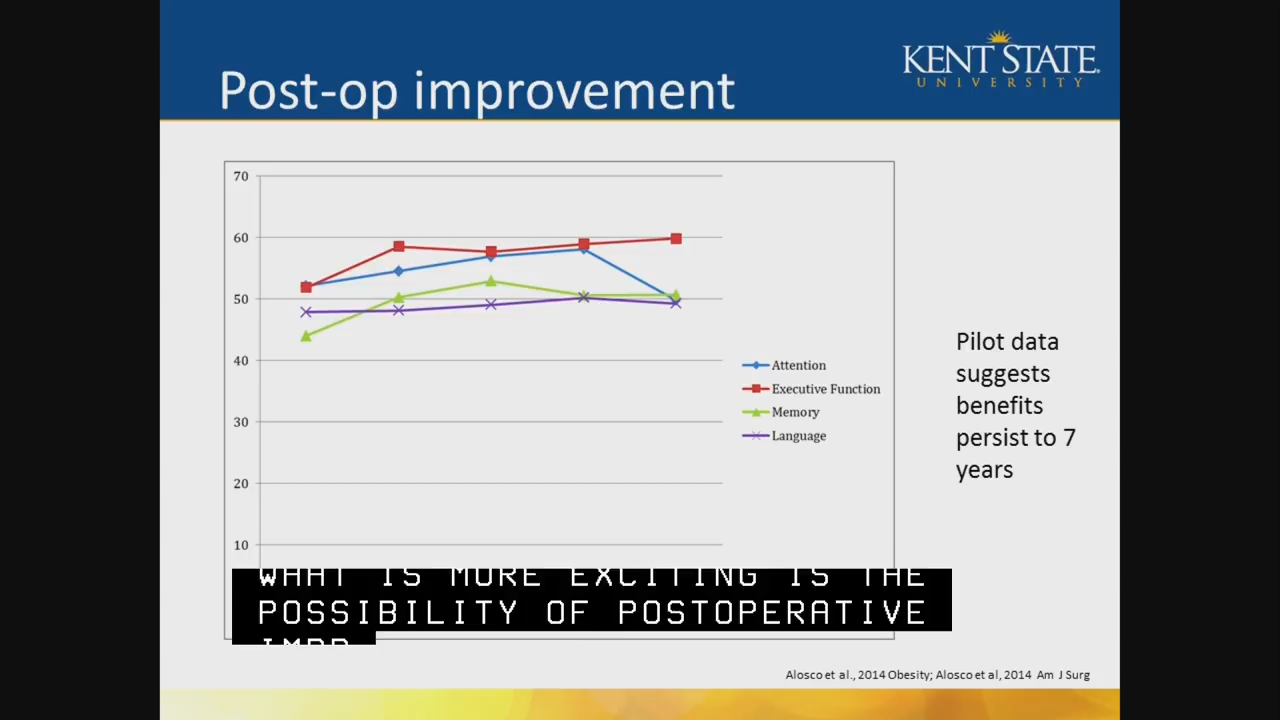 Post-op improvement
KENT STATE
UNIVERSITY
70
60
50
40
30
20
10
Attention
Executive Function
Memory
Language
Pilot data
suggests
benefits
persist to 7
years
WHAT IS MORE EXCITING IS THE
POSSIBILITY OF POSTOPERATIVE
Alosco et al., 2014 Obesity; Alosco et al, 2014 Am J Surg